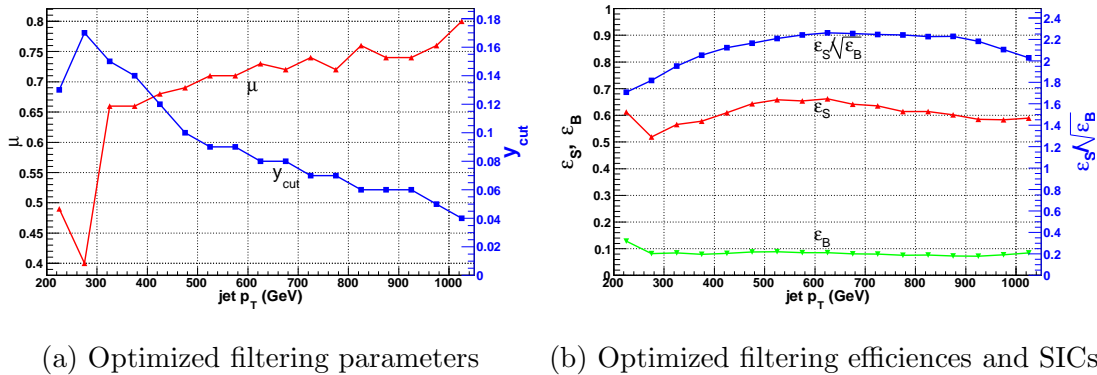 0.8
0.75
0.7
0.65
0.6
0.55
0.5
0.45
0.4
μ
200 300 400 500 600 700 800 900 1000
jet p_T (GeV)
0.18
0.16
0.14
0.12
0.1
0.08
0.06
0.04
0.02
0
y_cut
μ
y_cut
1
0.9
0.8
0.7
0.6
0.5
0.4
0.3
0.2
0.1
0
ε_S, ε_B
200 300 400 500 600 700 800 900 1000
jet p_T (GeV)
2.4
2.2
2
1.8
1.6
1.4
1.2
1
0.8
0.6
0.4
0.2
0
ε_S/√ε_B
ε_S/√ε_B
ε_S
ε_B
(a) Optimized filtering parameters
(b) Optimized filtering efficiences and SICs